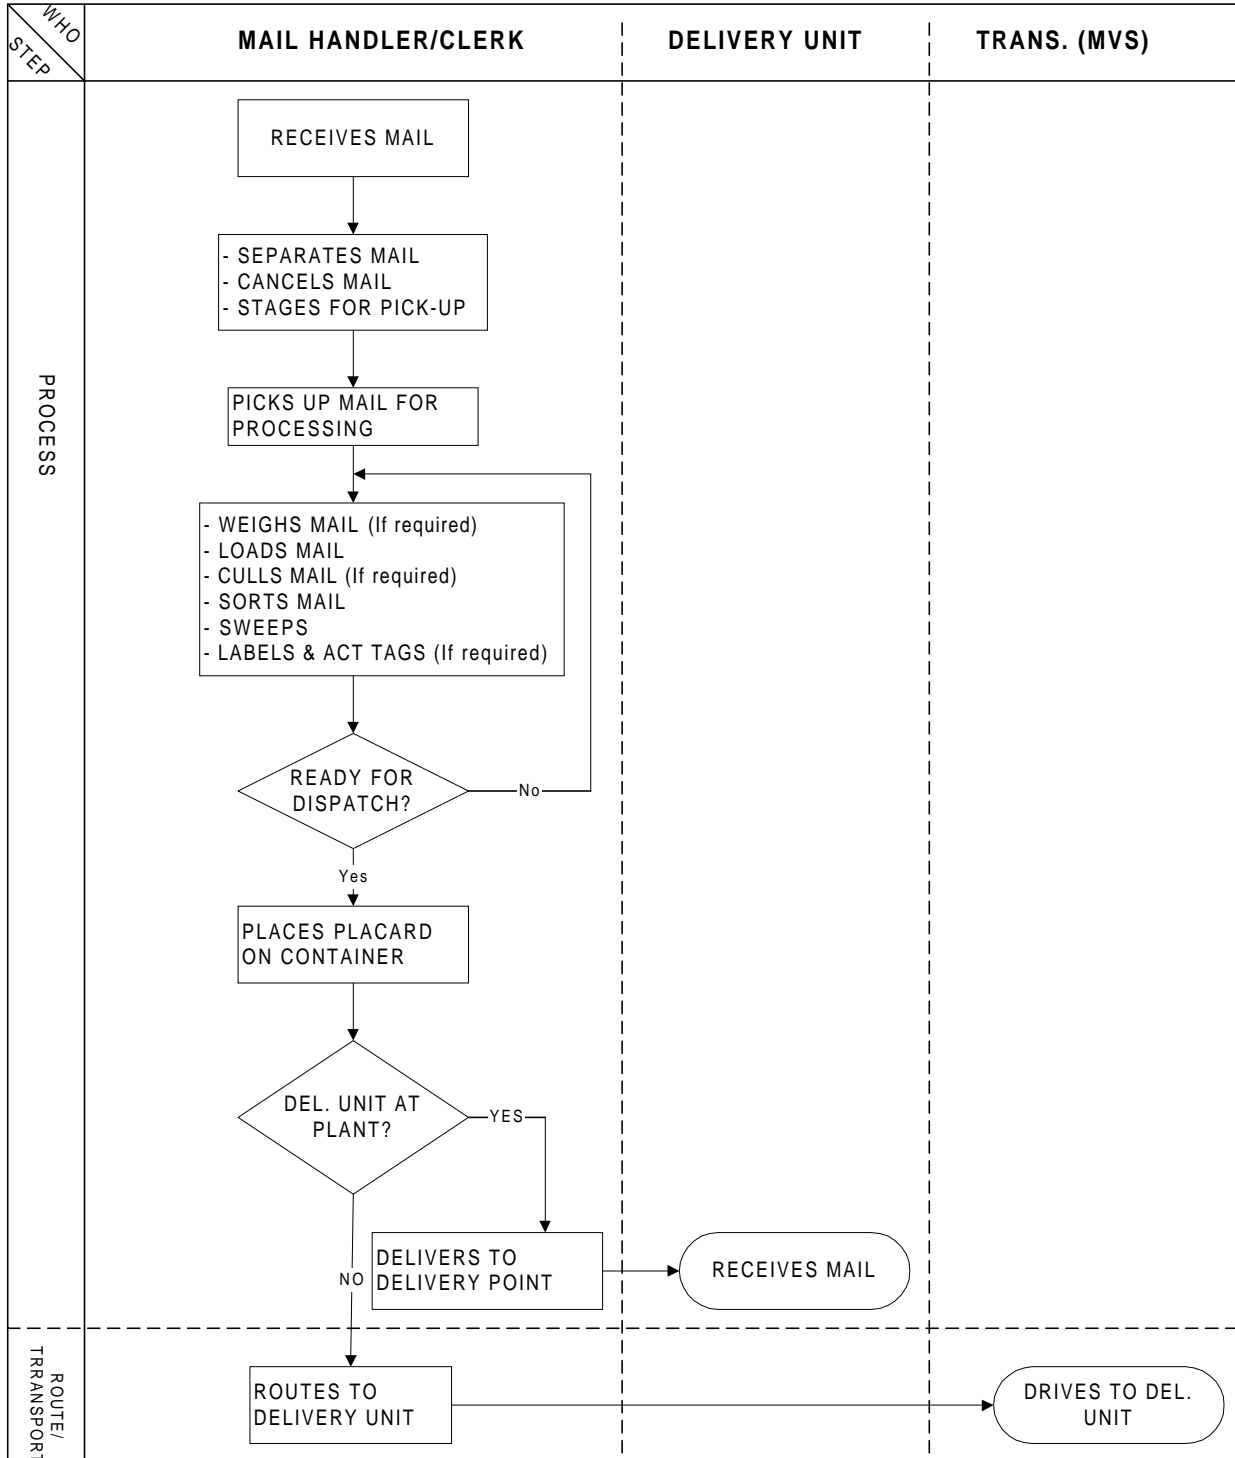 WHO
STEP
MAIL HANDLER/CLERK
DELIVERY UNIT
TRANS. (MVS)
PROCESS
RECEIVES MAIL
- SEPARATES MAIL
- CANCELS MAIL
- STAGES FOR PICK-UP
PICKS UP MAIL FOR
PROCESSING
- WEIGHS MAIL (If required)
- LOADS MAIL
- CULLS MAIL (If required)
- SORTS MAIL
- SWEEPS
- LABELS & ACT TAGS (If required)
READY FOR
DISPATCH?
No
Yes
PLACES PLACARD
ON CONTAINER
DEL. UNIT AT
PLANT?
YES
NO
DELIVERS TO
DELIVERY POINT
RECEIVES MAIL
ROUTE/
TRRANSPORT
ROUTES TO
DELIVERY UNIT
DRIVES TO DEL.
UNIT